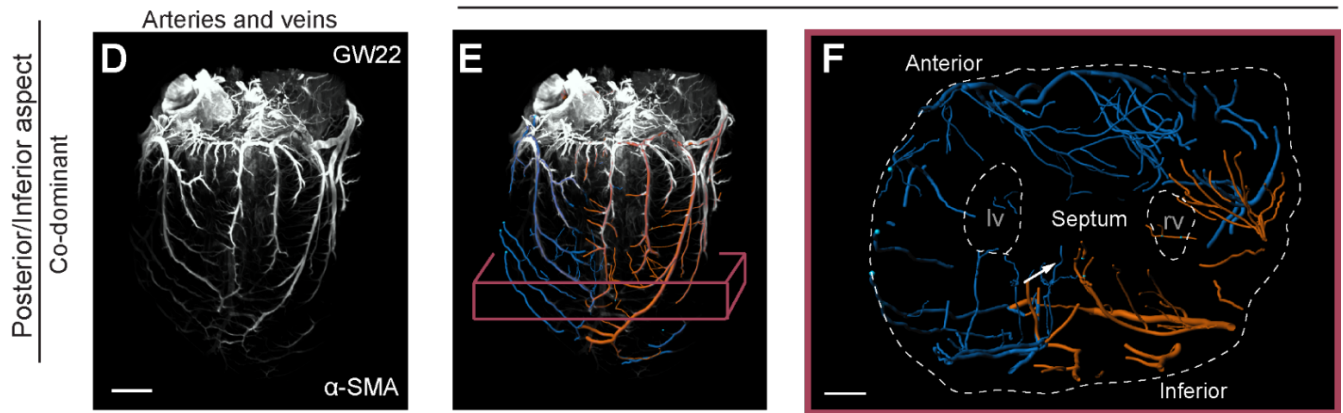 Posterior/Inferior aspect
Co-dominant
Arteries and veins
D
GW22
α-SMA
E
F
Anterior
lv
Septum
rv
Inferior